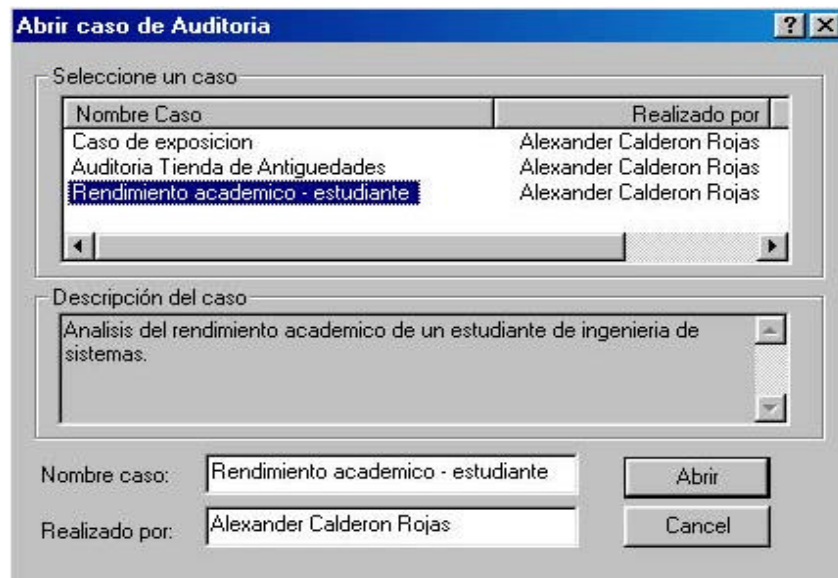 Abrir caso de Auditoria
Seleccione un caso
Nombre Caso Realizado por
Caso de exposicion Alexander Calderon Rojas
Auditoria Tienda de Antiguedades Alexander Calderon Rojas
Rendimiento academico - estudiante Alexander Calderon Rojas
Descripción del caso
Analisis del rendimiento academico de un estudiante de ingenieria de
sistemas.
Nombre caso: Rendimiento academico - estudiante Abrir
Realizado por: Alexander Calderon Rojas Cancel